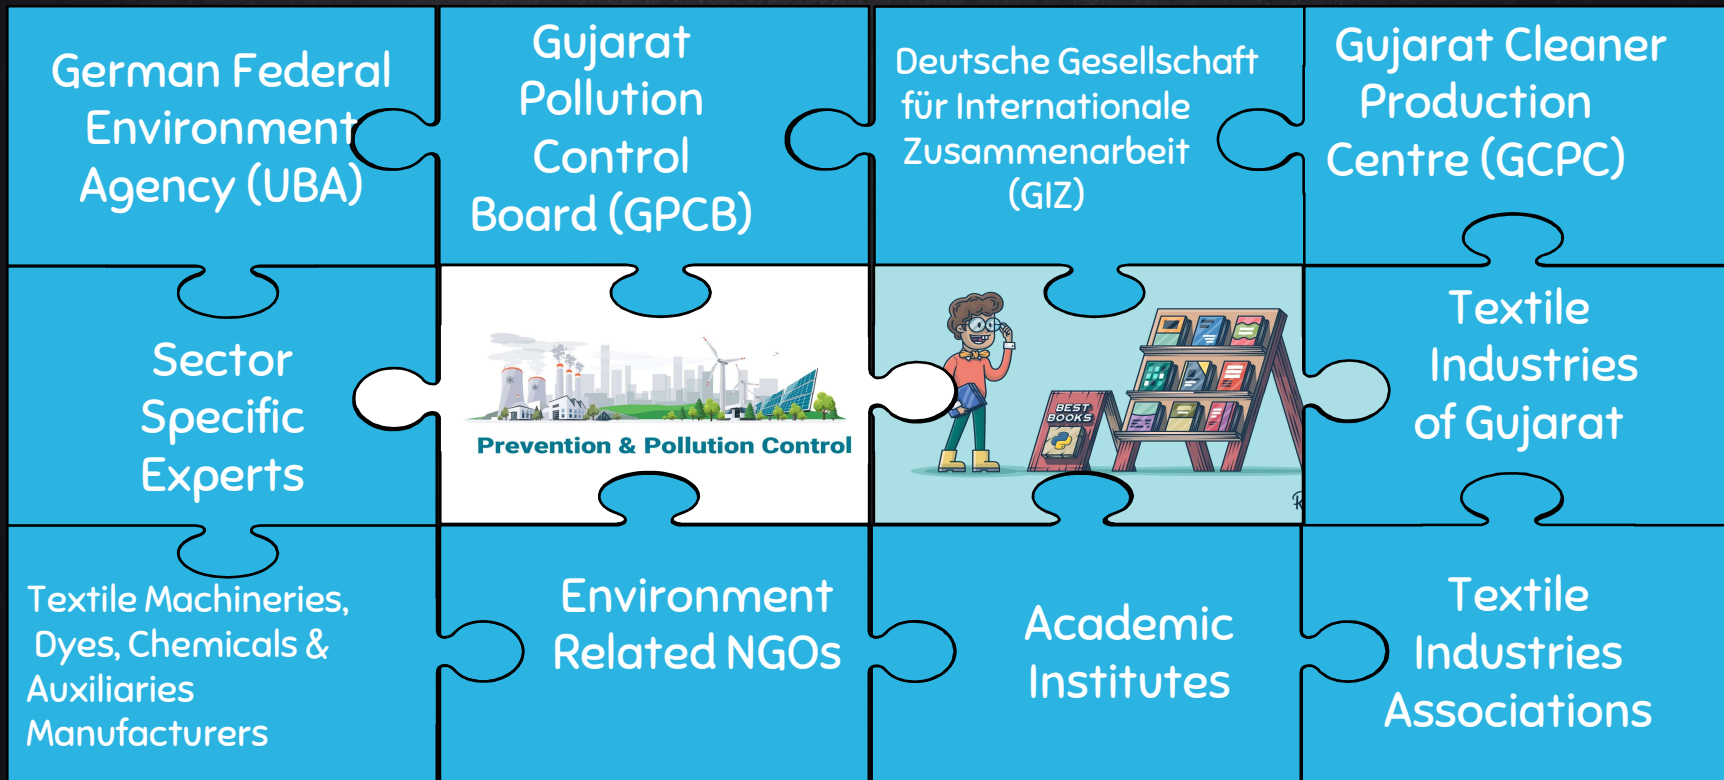 German Federal
Environment
Agency (UBA)
Gujarat
Pollution
Control
Board (GPCB)
Deutsche Gesellschaft
für Internationale
Zusammenarbeit
(GIZ)
Gujarat Cleaner
Production
Centre (GCPC)
Sector
Specific
Experts
Prevention & Pollution Control
BEST
BOOKS
Textile
Industries
of Gujarat
Textile Machineries,
Dyes, Chemicals &
Auxiliaries
Manufacturers
Environment
Related NGOs
Academic
Institutes
Textile
Industries
Associations